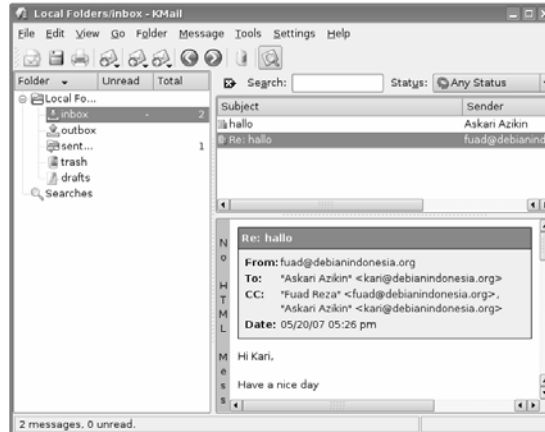 Local Folders/inbox - KMail
File Edit View Go Folder Message Tools Settings Help
Folder Unread Total
Local Fo...
inbox - 2
outbox
sent... 1
trash
drafts
Searches
Search: Status: Any Status
Subject Sender
hallo Askari Azikin
Re: hallo fuad@debianind
No HTML Mess
Re: hallo
From: fuad@debianindonesia.org
To: "Askari Azikin" <kari@debianindonesia.org>
CC: "Fuad Reza" <fuad@debianindonesia.org>,
"Askari Azikin" <kari@debianindonesia.org>
Date: 05/20/07 05:26 pm
Hi Kari,
Have a nice day
2 messages, 0 unread.